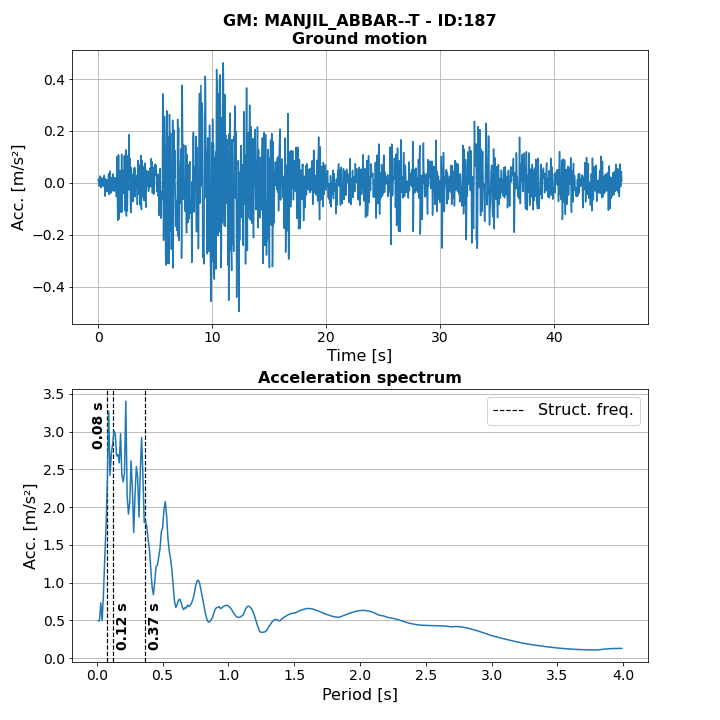 GM: MANJIL_ABBAR--T - ID:187
Ground motion
0.4
0.2
0.0
−0.2
−0.4
Acc. [m/s²]
0 10 20 30 40
Time [s]
Acceleration spectrum
3.5
3.0
2.5
2.0
1.5
1.0
0.5
0.0
Acc. [m/s²]
0.08 s
0.12 s
0.37 s
Struct. freq.
0.0 0.5 1.0 1.5 2.0 2.5 3.0 3.5 4.0
Period [s]